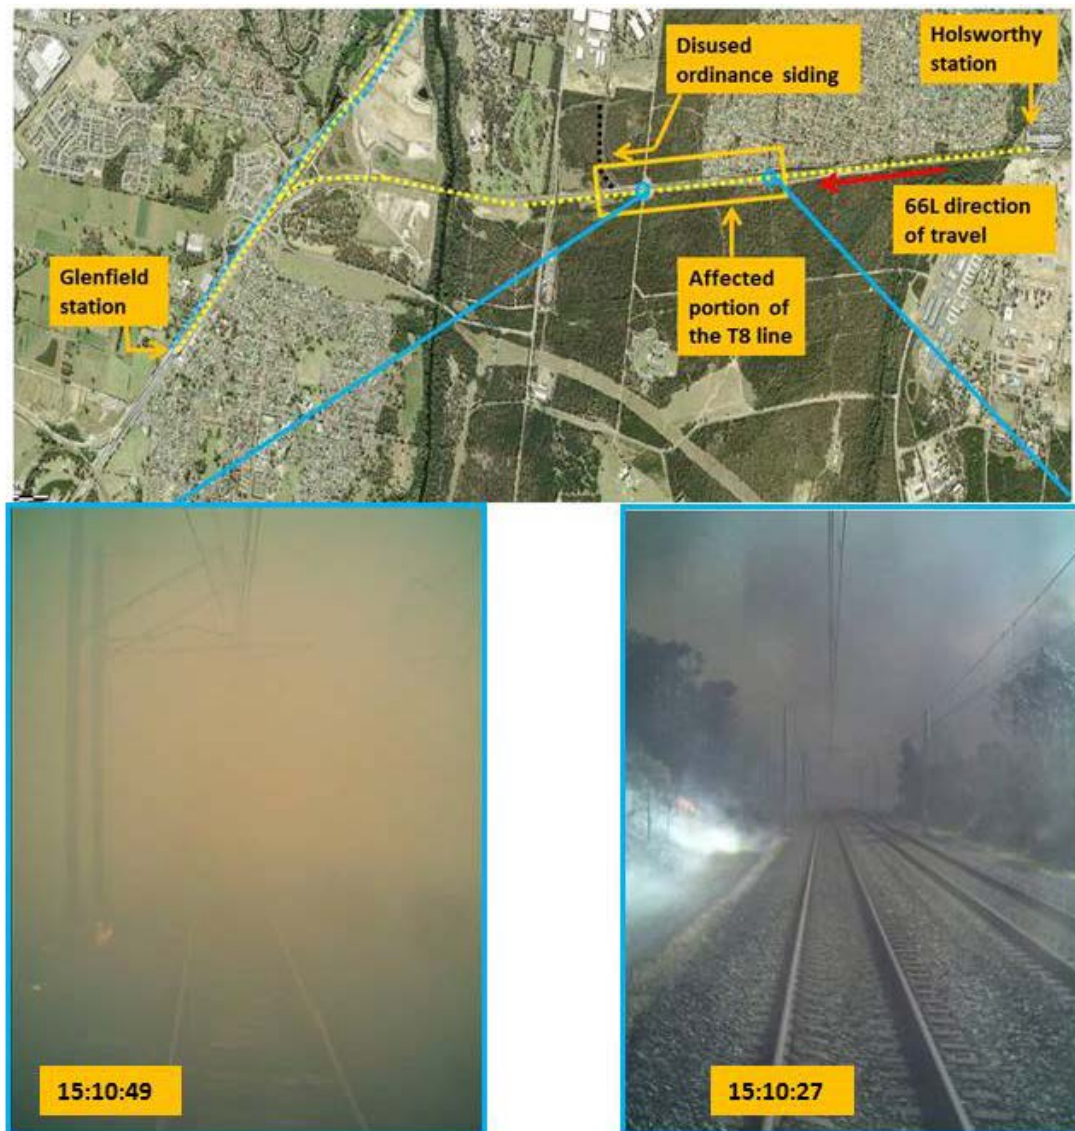 Disused
ordinance siding
Holsworthy
station
66L direction
of travel
Glenfield
station
Affected
portion of
the T8 line
15:10:49
15:10:27